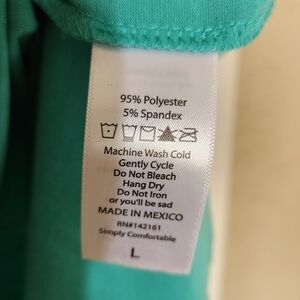 95% Polyester
5% Spandex
Machine Wash Cold
Gently Cycle
Do Not Bleach
Hang Dry
Do Not Iron
or you'll be sad
MADE IN MEXICO
RN#142161
Simply Comfortable
L